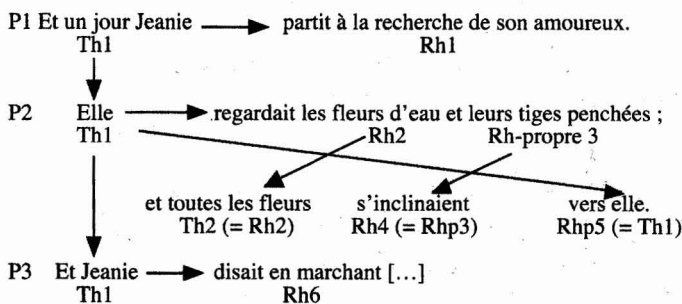 P1 Et un jour Jeanie partit à la recherche de son amoureux.
Th1 Rh1
P2 Elle regardait les fleurs d’eau et leurs tiges penchées ;
Th1 Rh2 Rh-propre 3
et toutes les fleurs s’inclinaient vers elle.
Th2 (= Rh2) Rh4 (= Rhp3) Rhp5 (= Th1)
P3 Et Jeanie disait en marchant […]
Th1 Rh6